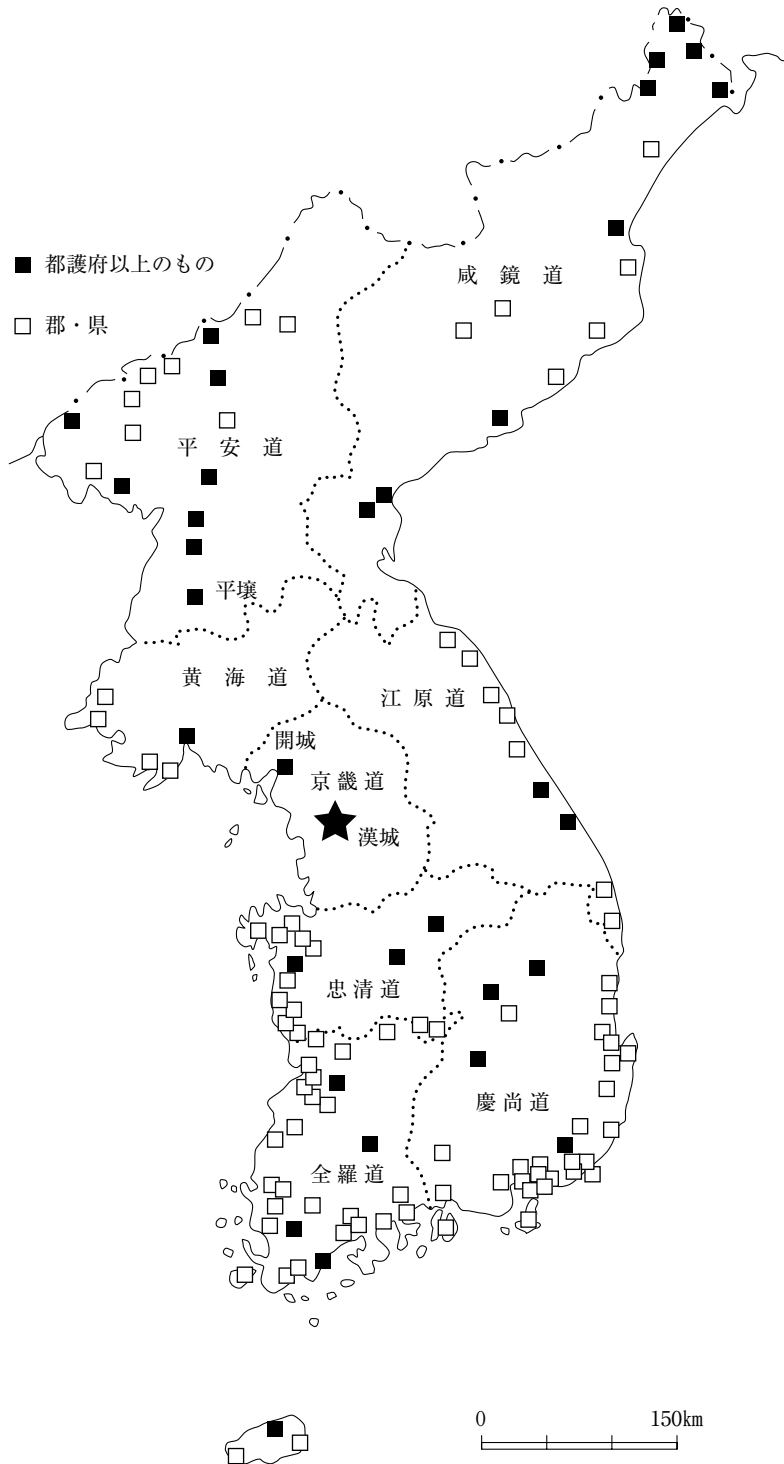 ■ 都護府以上のもの
□ 郡・県
咸鏡道
平安道
平壌
黄海道
江原道
開城
京畿道
漢城
忠清道
慶尚道
全羅道
0 150km